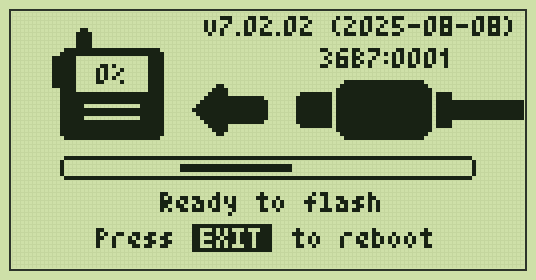 v7.02.02 (2025-08-08)
36B7:0001
0%
Ready to flash
Press EXIT to reboot